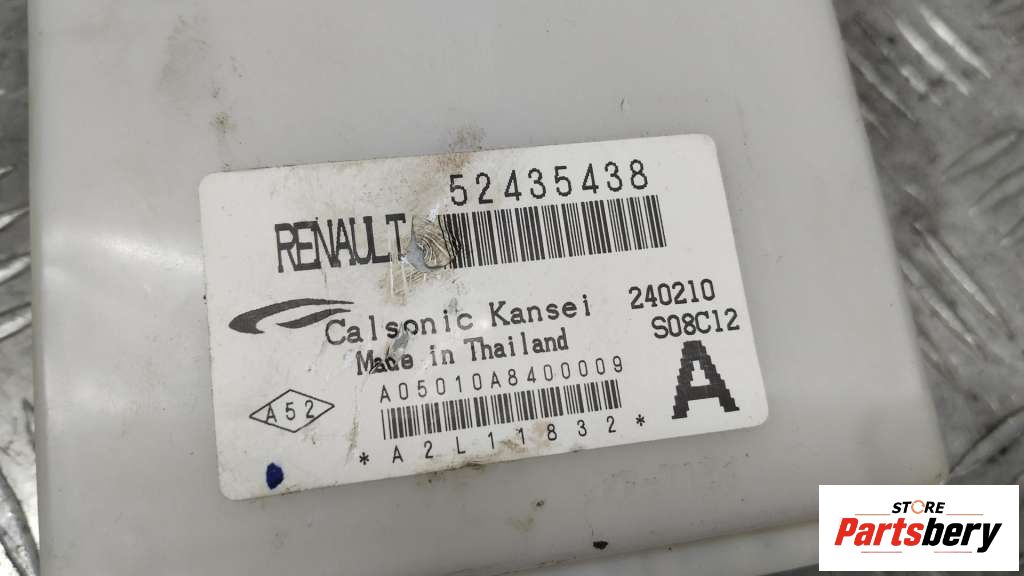 52435438
RENAULT
Calsonic Kansei 240210
Made in Thailand S08C12
A05010A8400009
A
A52
*A2L11832*
STORE
Partsbery